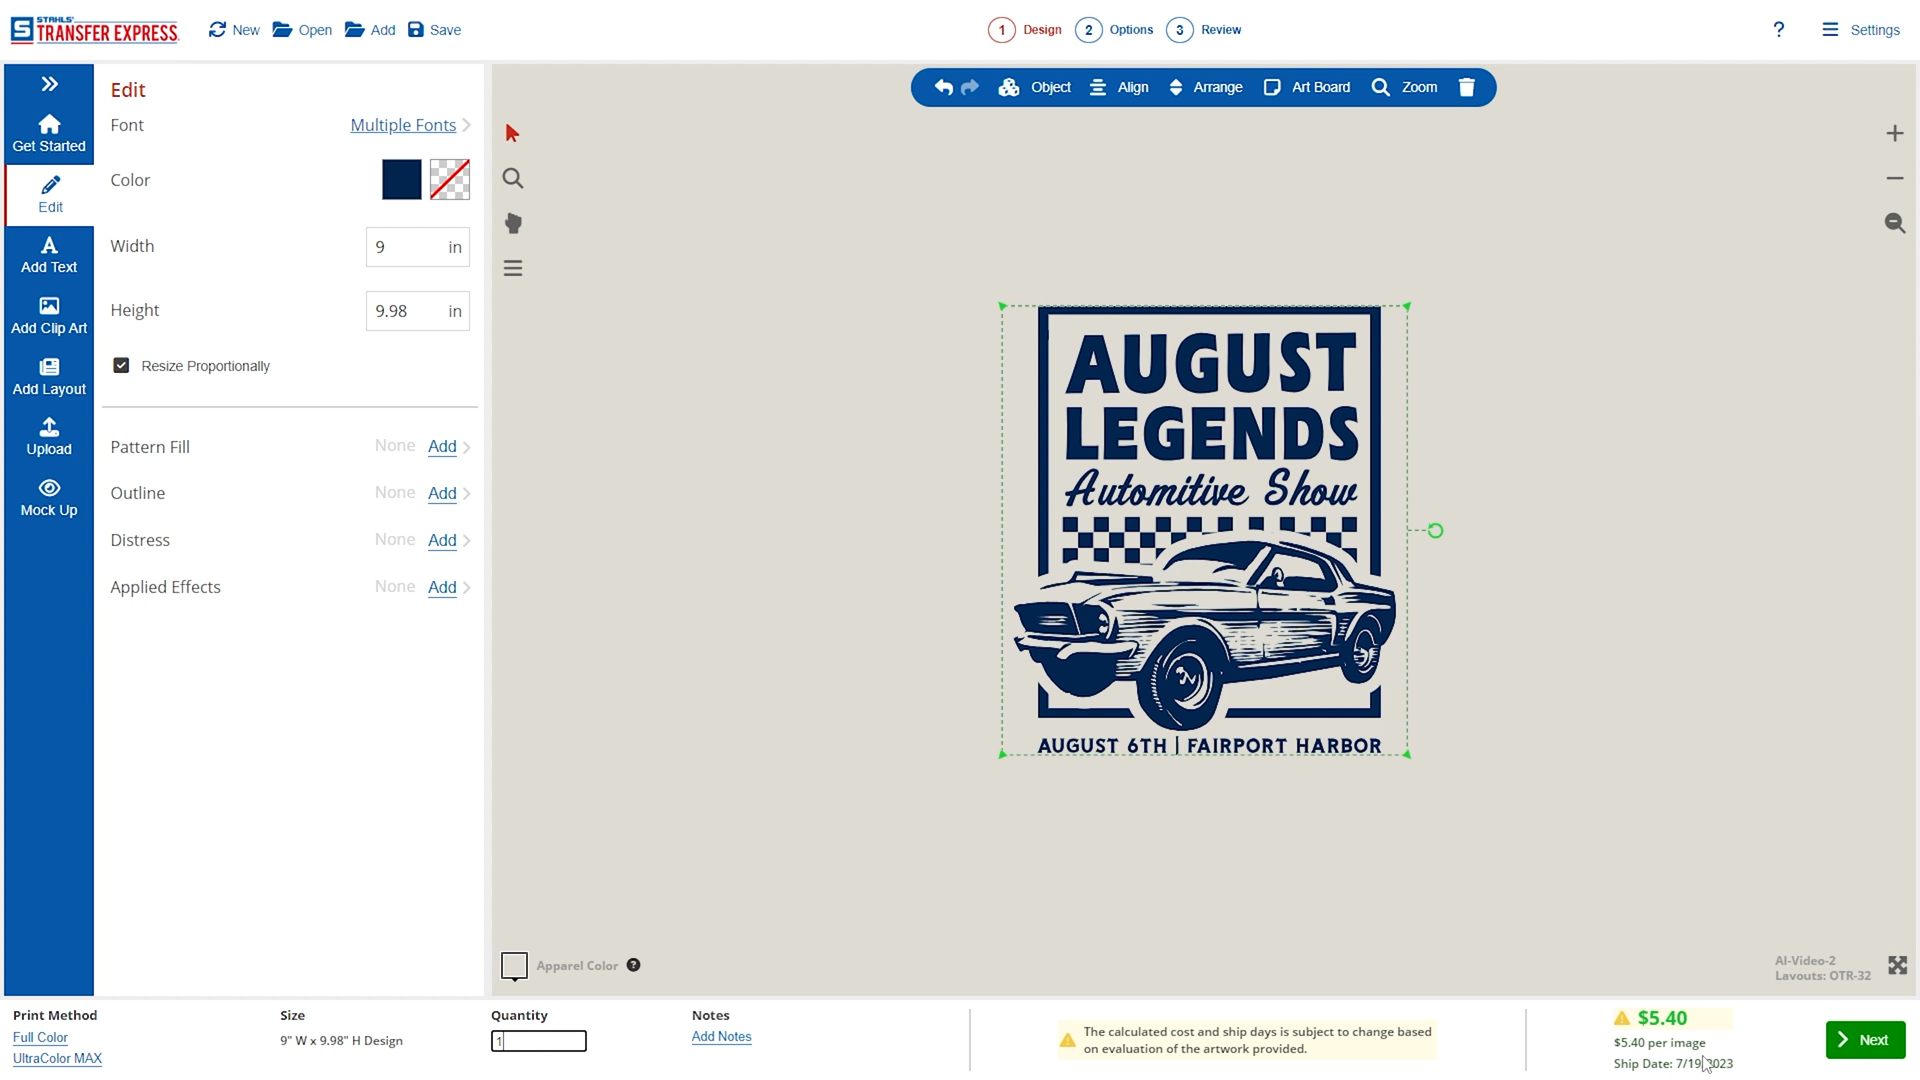 STAHLS'
TRANSFER EXPRESS
New
Open
Add
Save
1 Design
2 Options
3 Review
?
Settings
Get Started
Edit
Add Text
Add Clip Art
Add Layout
Upload
Mock Up
Edit
Font Multiple Fonts
Color
Width 9 in
Height 9.98 in
Resize Proportionally
Pattern Fill None Add
Outline None Add
Distress None Add
Applied Effects None Add
Object
Align
Arrange
Art Board
Zoom
AUGUST
LEGENDS
Automitive Show
AUGUST 6TH | FAIRPORT HARBOR
Apparel Color ?
AI-Video-2
Layouts: OTR-32
Print Method
Full Color
UltraColor MAX
Size
9" W x 9.98" H Design
Quantity
1
Notes
Add Notes
The calculated cost and ship days is subject to change based
on evaluation of the artwork provided.
$5.40
$5.40 per image
Ship Date: 7/19/2023
Next